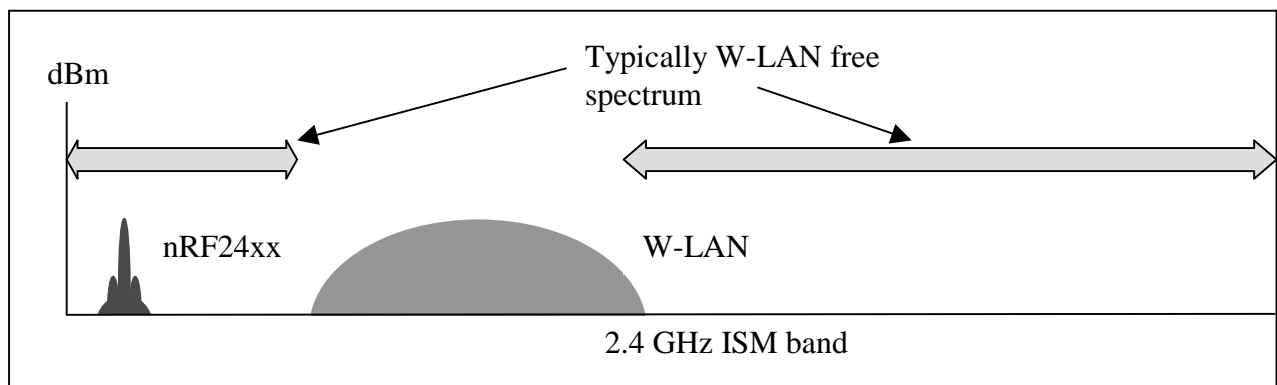 Typically W-LAN free
spectrum
dBm
nRF24xx
W-LAN
2.4 GHz ISM band